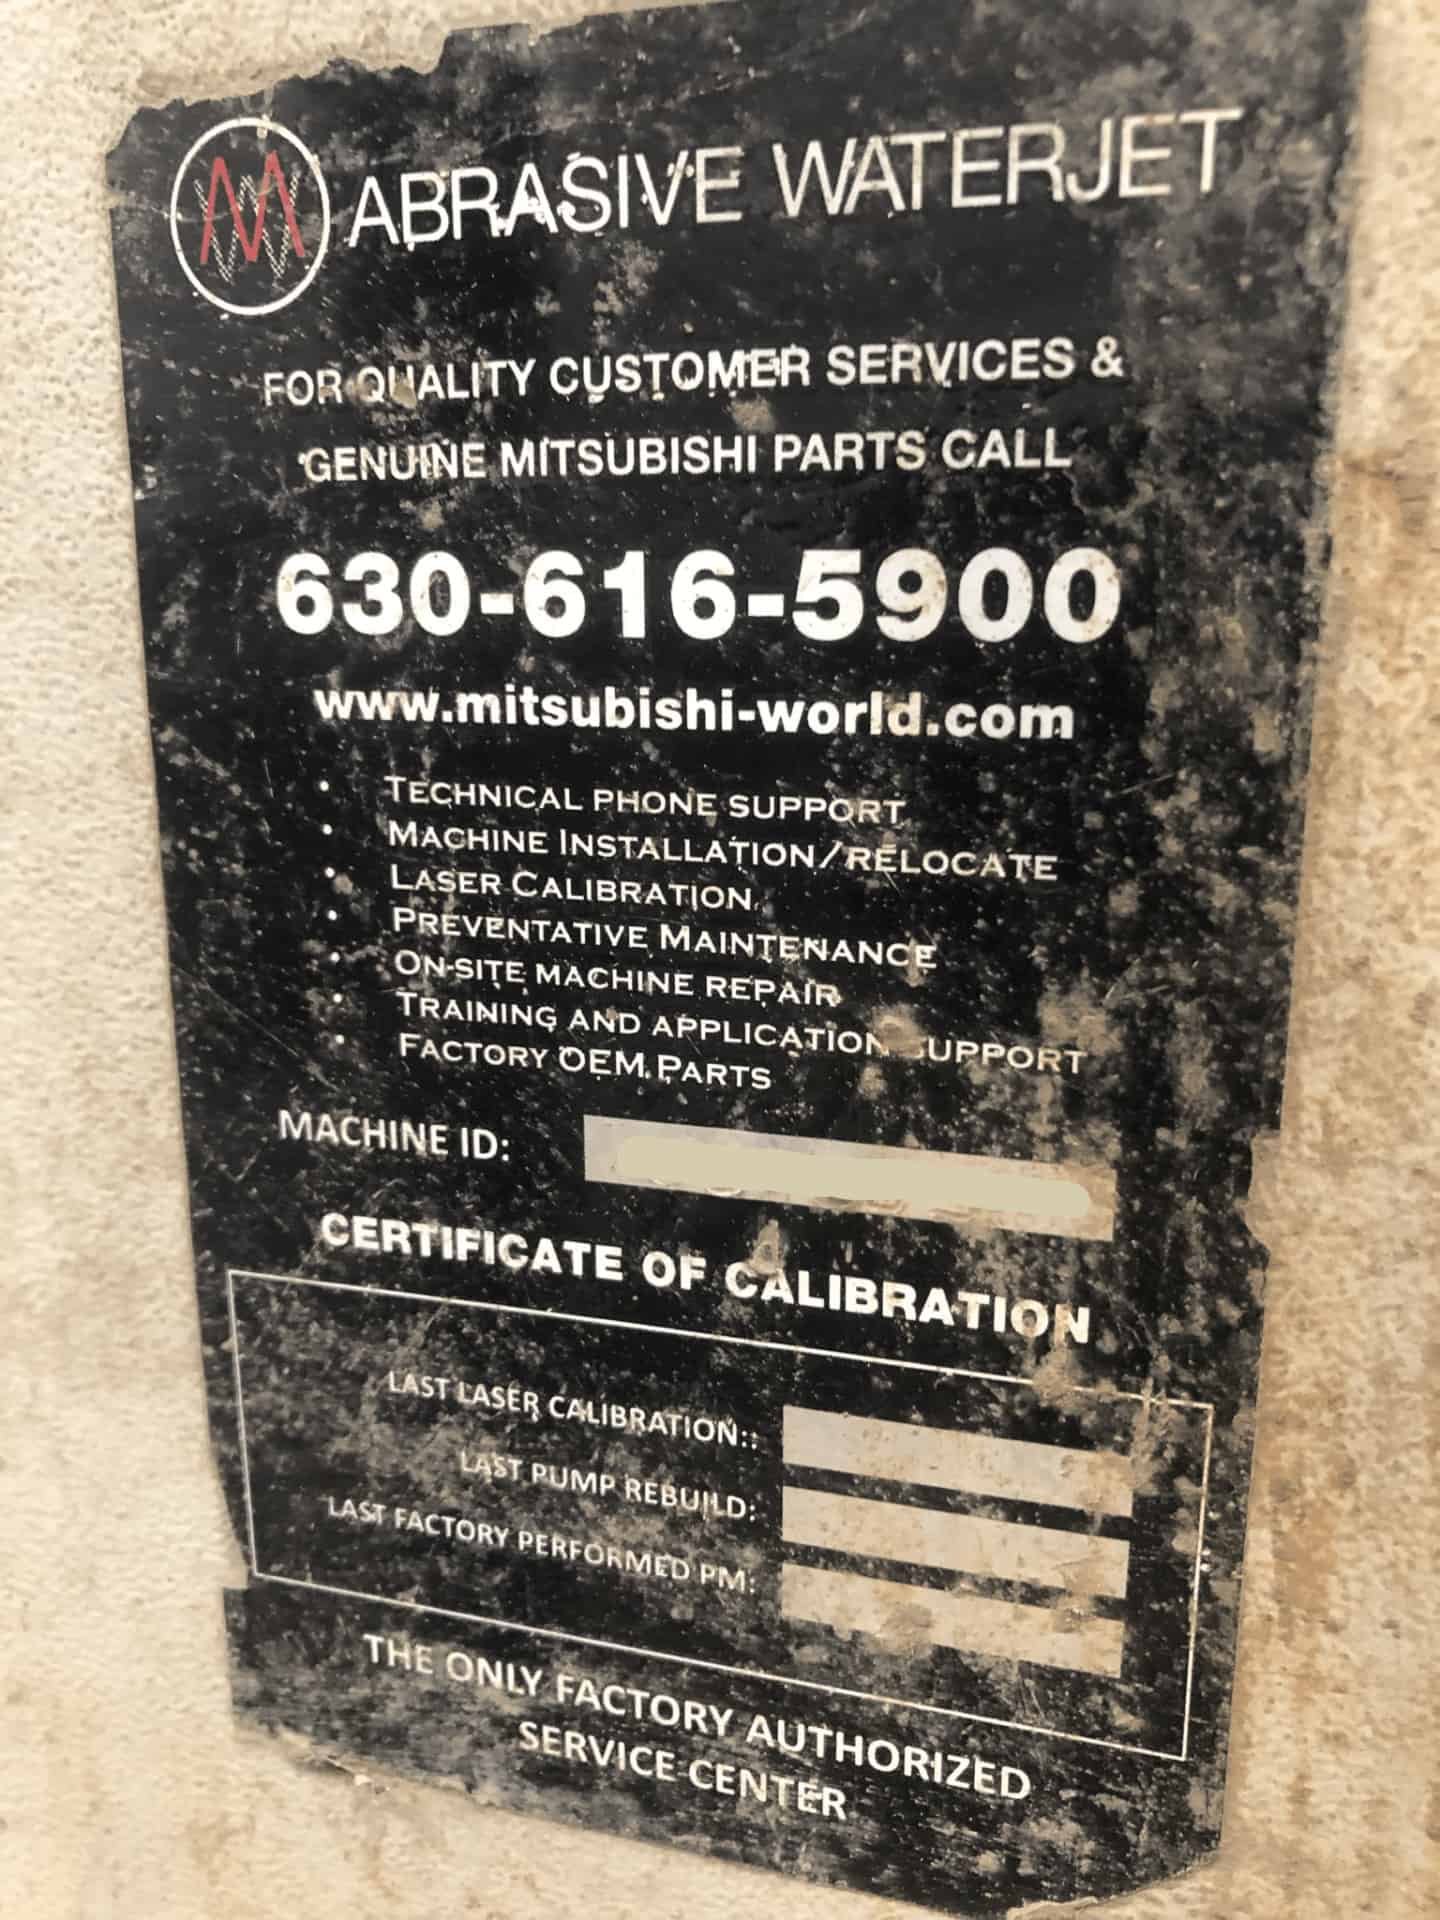 ABRASIVE WATERJET
FOR QUALITY CUSTOMER SERVICES &
GENUINE MITSUBISHI PARTS CALL
630-616-5900
www.mitsubishi-world.com
• TECHNICAL PHONE SUPPORT
• MACHINE INSTALLATION/RELOCATE
• LASER CALIBRATION
• PREVENTATIVE MAINTENANCE
• ON-SITE MACHINE REPAIR
• TRAINING AND APPLICATION SUPPORT
• FACTORY OEM PARTS
MACHINE ID:
CERTIFICATE OF CALIBRATION
LAST LASER CALIBRATION::
LAST PUMP REBUILD:
LAST FACTORY PERFORMED PM:
THE ONLY FACTORY AUTHORIZED
SERVICE CENTER